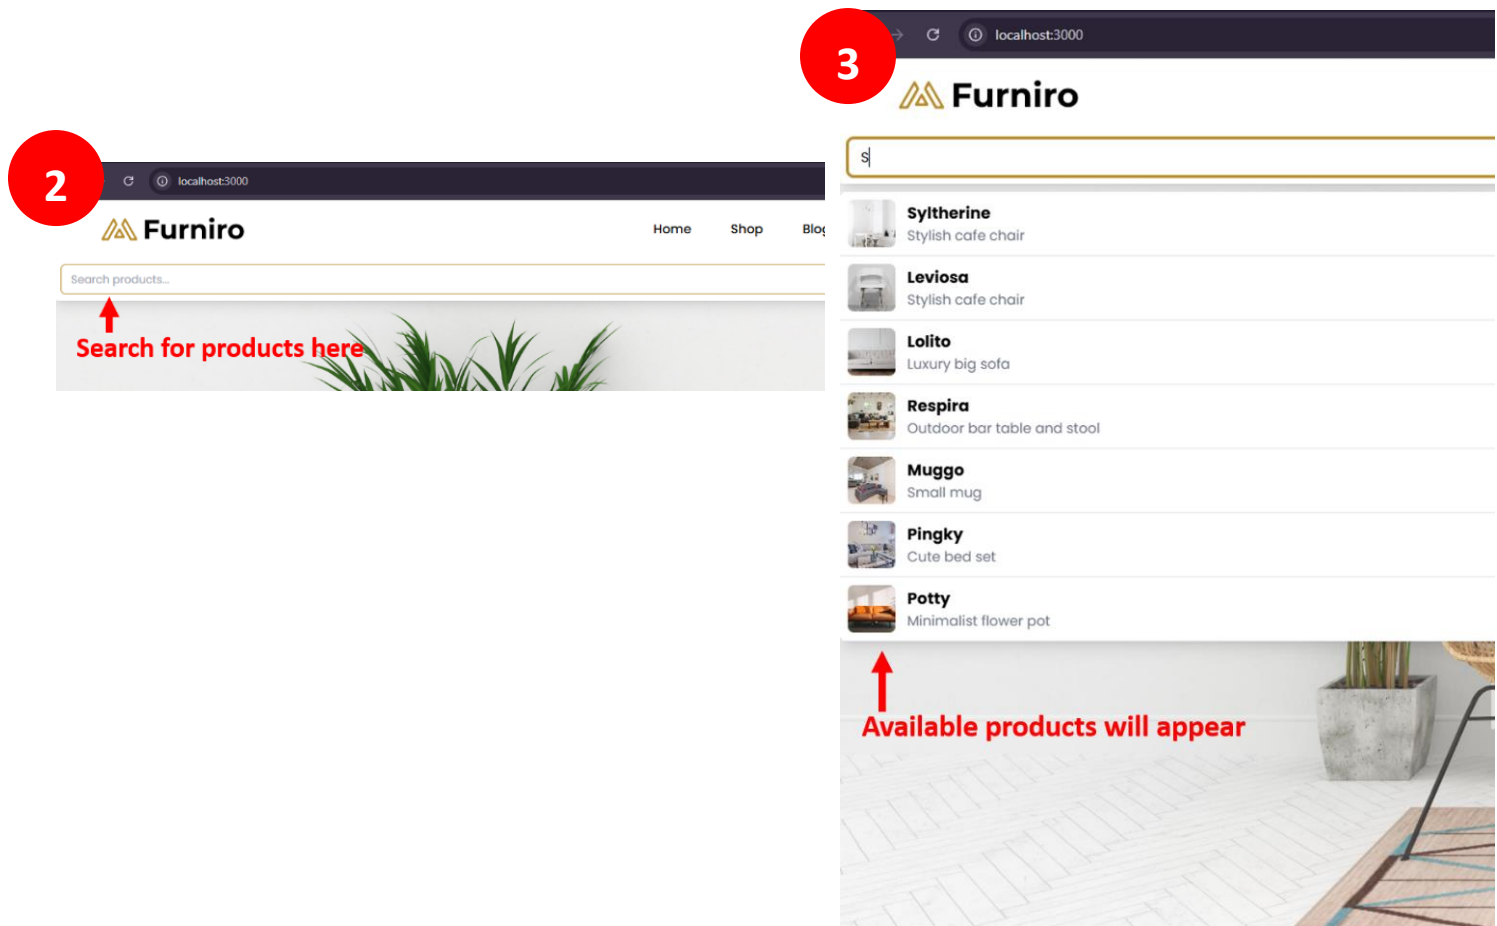 2
localhost:3000
Furniro
Home Shop Blog
Search products...
Search for products here
3
localhost:3000
Furniro
s
Syltherine
Stylish cafe chair
Leviosa
Stylish cafe chair
Lolito
Luxury big sofa
Respira
Outdoor bar table and stool
Muggo
Small mug
Pingky
Cute bed set
Potty
Minimalist flower pot
Available products will appear